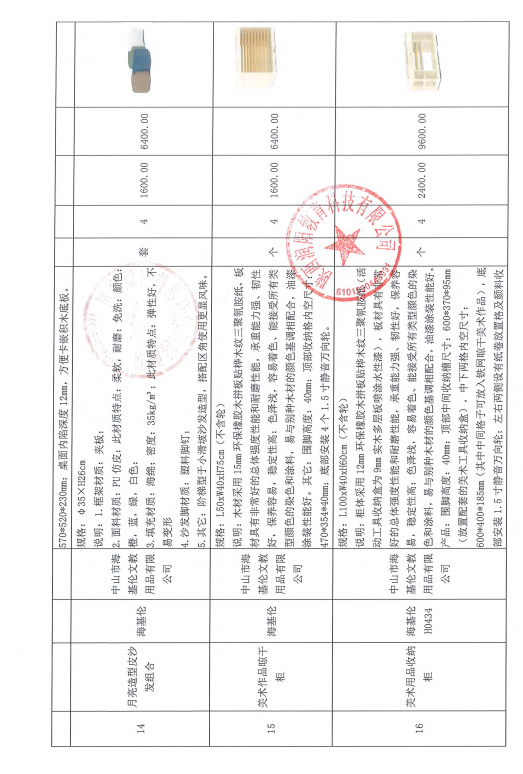 570*520*230mm；桌面内陷深度12mm，方便卡嵌积木底板。
14
月亮造型皮沙
发组合
海基伦
中山市海
基伦文教
用品有限
公司
规格：φ35×H26cm
说明：1.框架材质：夹板；
2.面料材质：PU仿皮；此材质特点：柔软，耐磨；免洗；颜色：
橙，蓝，绿，白色；
3.填充材质：海绵；密度：35kg/m³；此材质特点：弹性好；不
易变形
4.沙发脚材质：塑料脚钉；
5.其它：阶梯型于小滑坡沙发造型，搭配区角使用更显风味。
套
4
1600.00
6400.00
15
美术作品晾干
柜
海基伦
中山市海
基伦文教
用品有限
公司
规格：L50xW40xH75cm（不含轮）
说明：木材采用15mm环保橡胶木拼板贴桦木纹三聚氰胺纸，板
材具有非常好的总体强度性能和耐磨性能，承重能力强、韧性
好，保养容易，稳定性高；色泽浅，容易着色、能接受所有类
型颜色的染色和涂料，易与别种木材的颜色基调相配合，油漆
涂装性能好。其它：围脚高度：40mm；顶部收纳格内空尺寸：
470*354*40mm；底部安装4个1.5寸静音万向轮。
个
4
1600.00
6400.00
16
美术用品收纳
柜
海基伦
H0434
中山市海
基伦文教
用品有限
公司
规格：L100xW40xH60cm（不含轮）
说明：柜体采用12mm环保橡胶木拼板贴桦木纹三聚氰胺纸（活
动工具收纳盒为9mm实木多层板喷涂水性漆），板材具有非常
好的总体强度性能和耐磨性能，承重能力强、韧性好，保养容
易，稳定性高；色泽浅，容易着色，能接受所有类型颜色的染
色和涂料，易与别种木材的颜色基调相配合，油漆涂装性能好。
产品：围脚高度：40mm；顶部中间收纳槽尺寸：600*370*95mm
（放置配套的美术工具收纳盒），中下两格内空尺寸：
600*400*185mm（其中中间格子可放入铁网晾干美术作品），底
部安装1.5寸静音万向轮；左右两侧设有纸卷放置格及颜料收
个
4
2400.00
9600.00